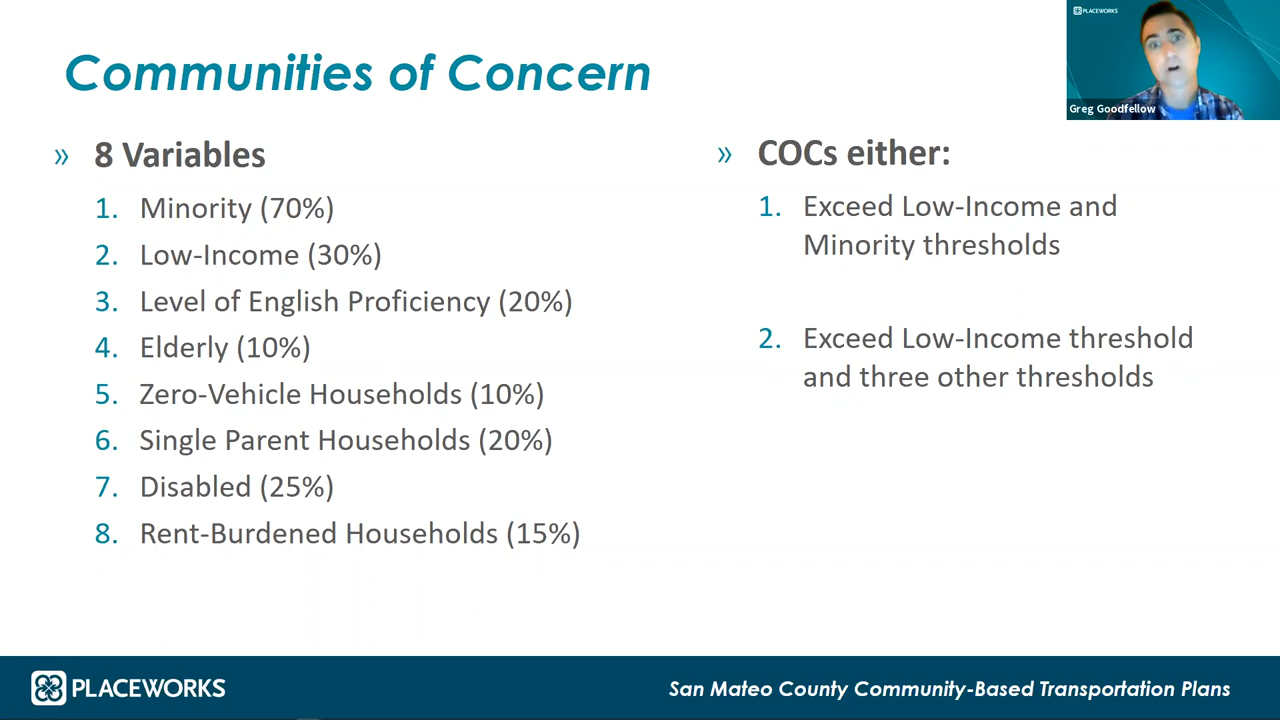 Communities of Concern
PLACEWORKS
Greg Goodfellow
» 8 Variables
1. Minority (70%)
2. Low-Income (30%)
3. Level of English Proficiency (20%)
4. Elderly (10%)
5. Zero-Vehicle Households (10%)
6. Single Parent Households (20%)
7. Disabled (25%)
8. Rent-Burdened Households (15%)
» COCs either:
1. Exceed Low-Income and
Minority thresholds
2. Exceed Low-Income threshold
and three other thresholds
PLACEWORKS
San Mateo County Community-Based Transportation Plans